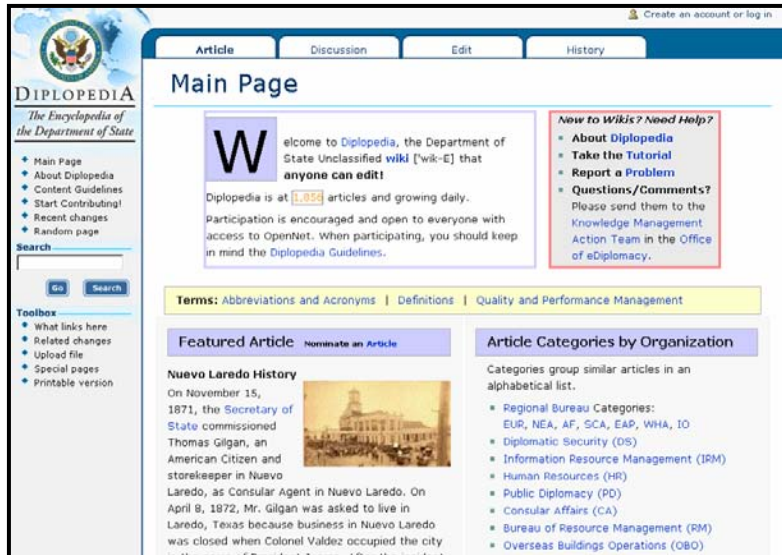 Create an account or log in
Article
Discussion
Edit
History
DIPLOPEDIA
The Encyclopedia of
the Department of State
Main Page
About Diplopedia
Content Guidelines
Start Contributing!
Recent changes
Random page
Search
Go
Search
Toolbox
What links here
Related changes
Upload file
Special pages
Printable version
Main Page
Welcome to Diplopedia, the Department of
State Unclassified wiki ['wik-E] that
anyone can edit!
Diplopedia is at 1,056 articles and growing daily.
Participation is encouraged and open to everyone with
access to OpenNet. When participating, you should keep
in mind the Diplopedia Guidelines.
New to Wikis? Need Help?
About Diplopedia
Take the Tutorial
Report a Problem
Questions/Comments?
Please send them to the
Knowledge Management
Action Team in the Office
of eDiplomacy.
Terms: Abbreviations and Acronyms | Definitions | Quality and Performance Management
Featured Article Nominate an Article
Nuevo Laredo History
On November 15,
1871, the Secretary of
State commissioned
Thomas Gilgan, an
American Citizen and
storekeeper in Nuevo
Laredo, as Consular Agent in Nuevo Laredo. On
April 8, 1872, Mr. Gilgan was asked to live in
Laredo, Texas because business in Nuevo Laredo
was closed when Colonel Valdez occupied the city
Article Categories by Organization
Categories group similar articles in an
alphabetical list.
Regional Bureau Categories:
EUR, NEA, AF, SCA, EAP, WHA, IO
Diplomatic Security (DS)
Information Resource Management (IRM)
Human Resources (HR)
Public Diplomacy (PD)
Consular Affairs (CA)
Bureau of Resource Management (RM)
Overseas Buildings Operations (OBO)